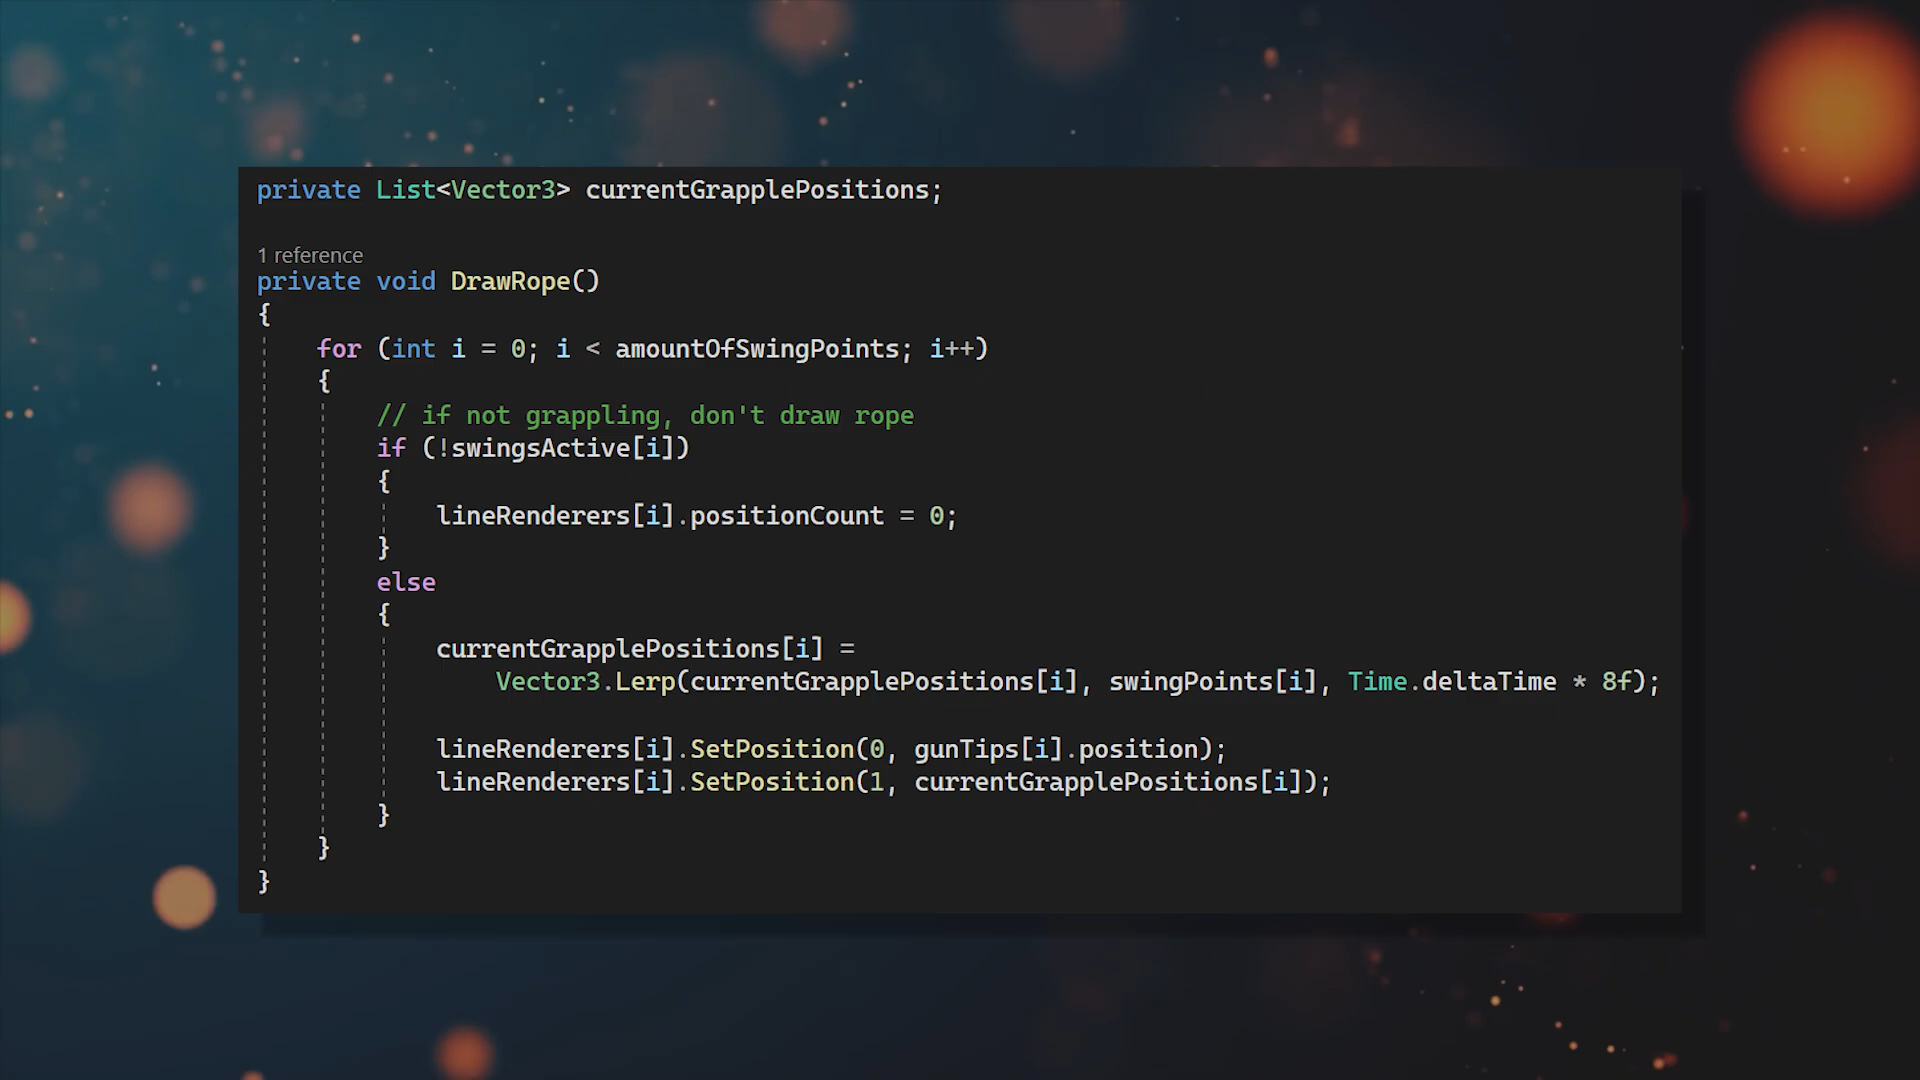 private List<Vector3> currentGrapplePositions;
1 reference
private void DrawRope()
{
for (int i = 0; i < amountOfSwingPoints; i++)
{
// if not grappling, don't draw rope
if (!swingsActive[i])
{
lineRenderers[i].positionCount = 0;
}
else
{
currentGrapplePositions[i] =
Vector3.Lerp(currentGrapplePositions[i], swingPoints[i], Time.deltaTime * 8f);
lineRenderers[i].SetPosition(0, gunTips[i].position);
lineRenderers[i].SetPosition(1, currentGrapplePositions[i]);
}
}
}